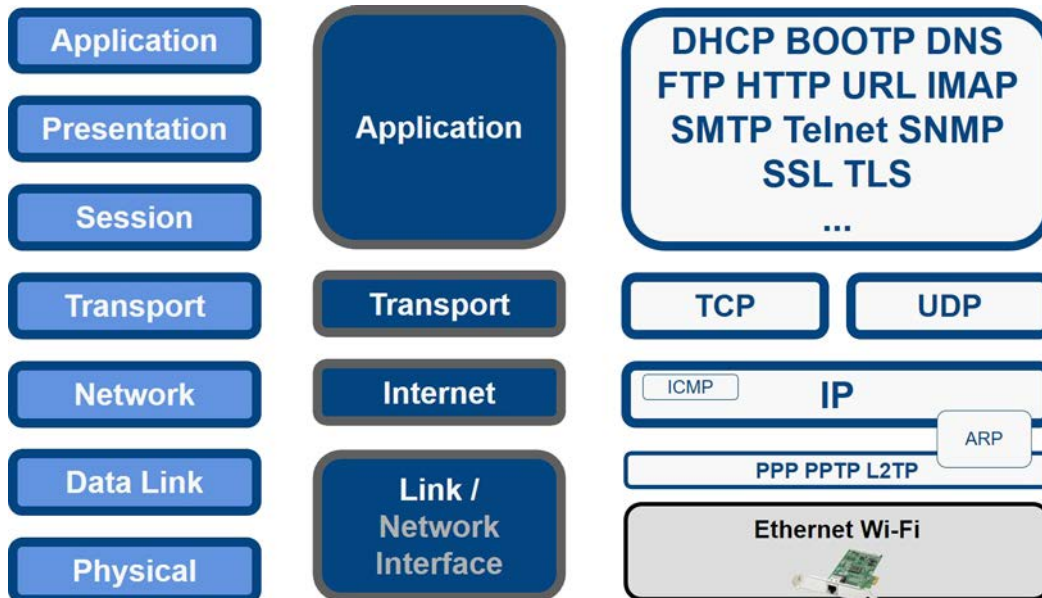 Application
Presentation
Session
Transport
Network
Data Link
Physical
Application
Transport
Internet
Link /
Network
Interface
DHCP BOOTP DNS
FTP HTTP URL IMAP
SMTP Telnet SNMP
SSL TLS
...
TCP
UDP
ICMP
IP
ARP
PPP PPTP L2TP
Ethernet Wi-Fi